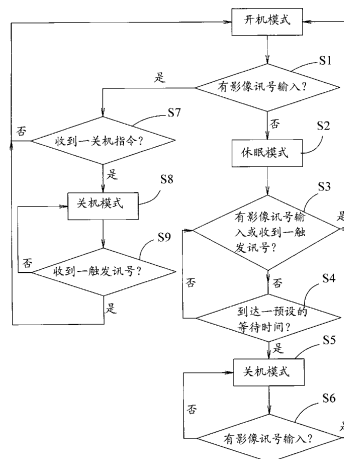 开机模式
S1
有影像讯号输入?
是
否
S7
收到一关机指令?
否
是
S2
休眠模式
S8
关机模式
S3
有影像讯号输
入或收到一触
发讯号?
是
否
S9
收到一触发讯号?
否
是
S4
到达一预设的
等待时间?
否
是
S5
关机模式
S6
有影像讯号输入?
否
是